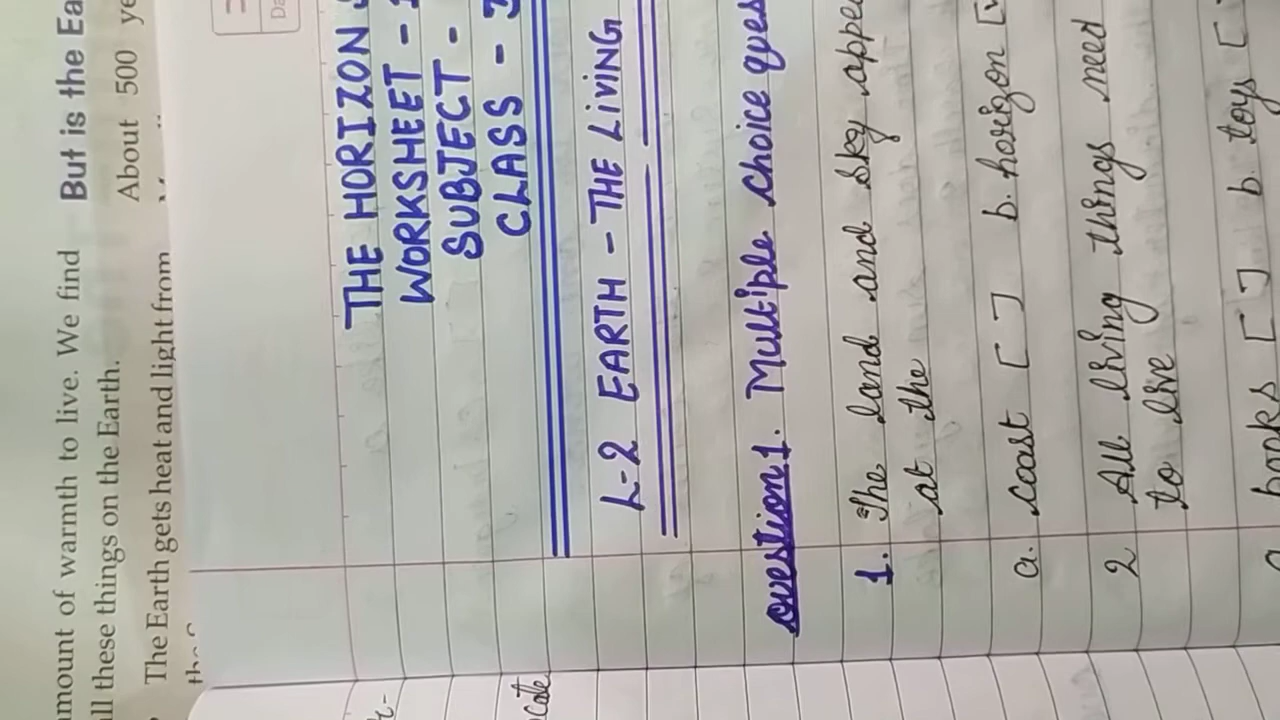 amount of warmth to live. We find
all these things on the Earth.
The Earth gets heat and light from
But is the Ea
About 500 ye
THE HORIZON
WORKSHEET -
SUBJECT -
CLASS -
L-2 EARTH - THE LIVING
Question 1. Multiple choice ques
1. The land and sky appe
at the
a. coast [ ] b. horizon [
2 All living things need
to live
books [ ] b. toys [